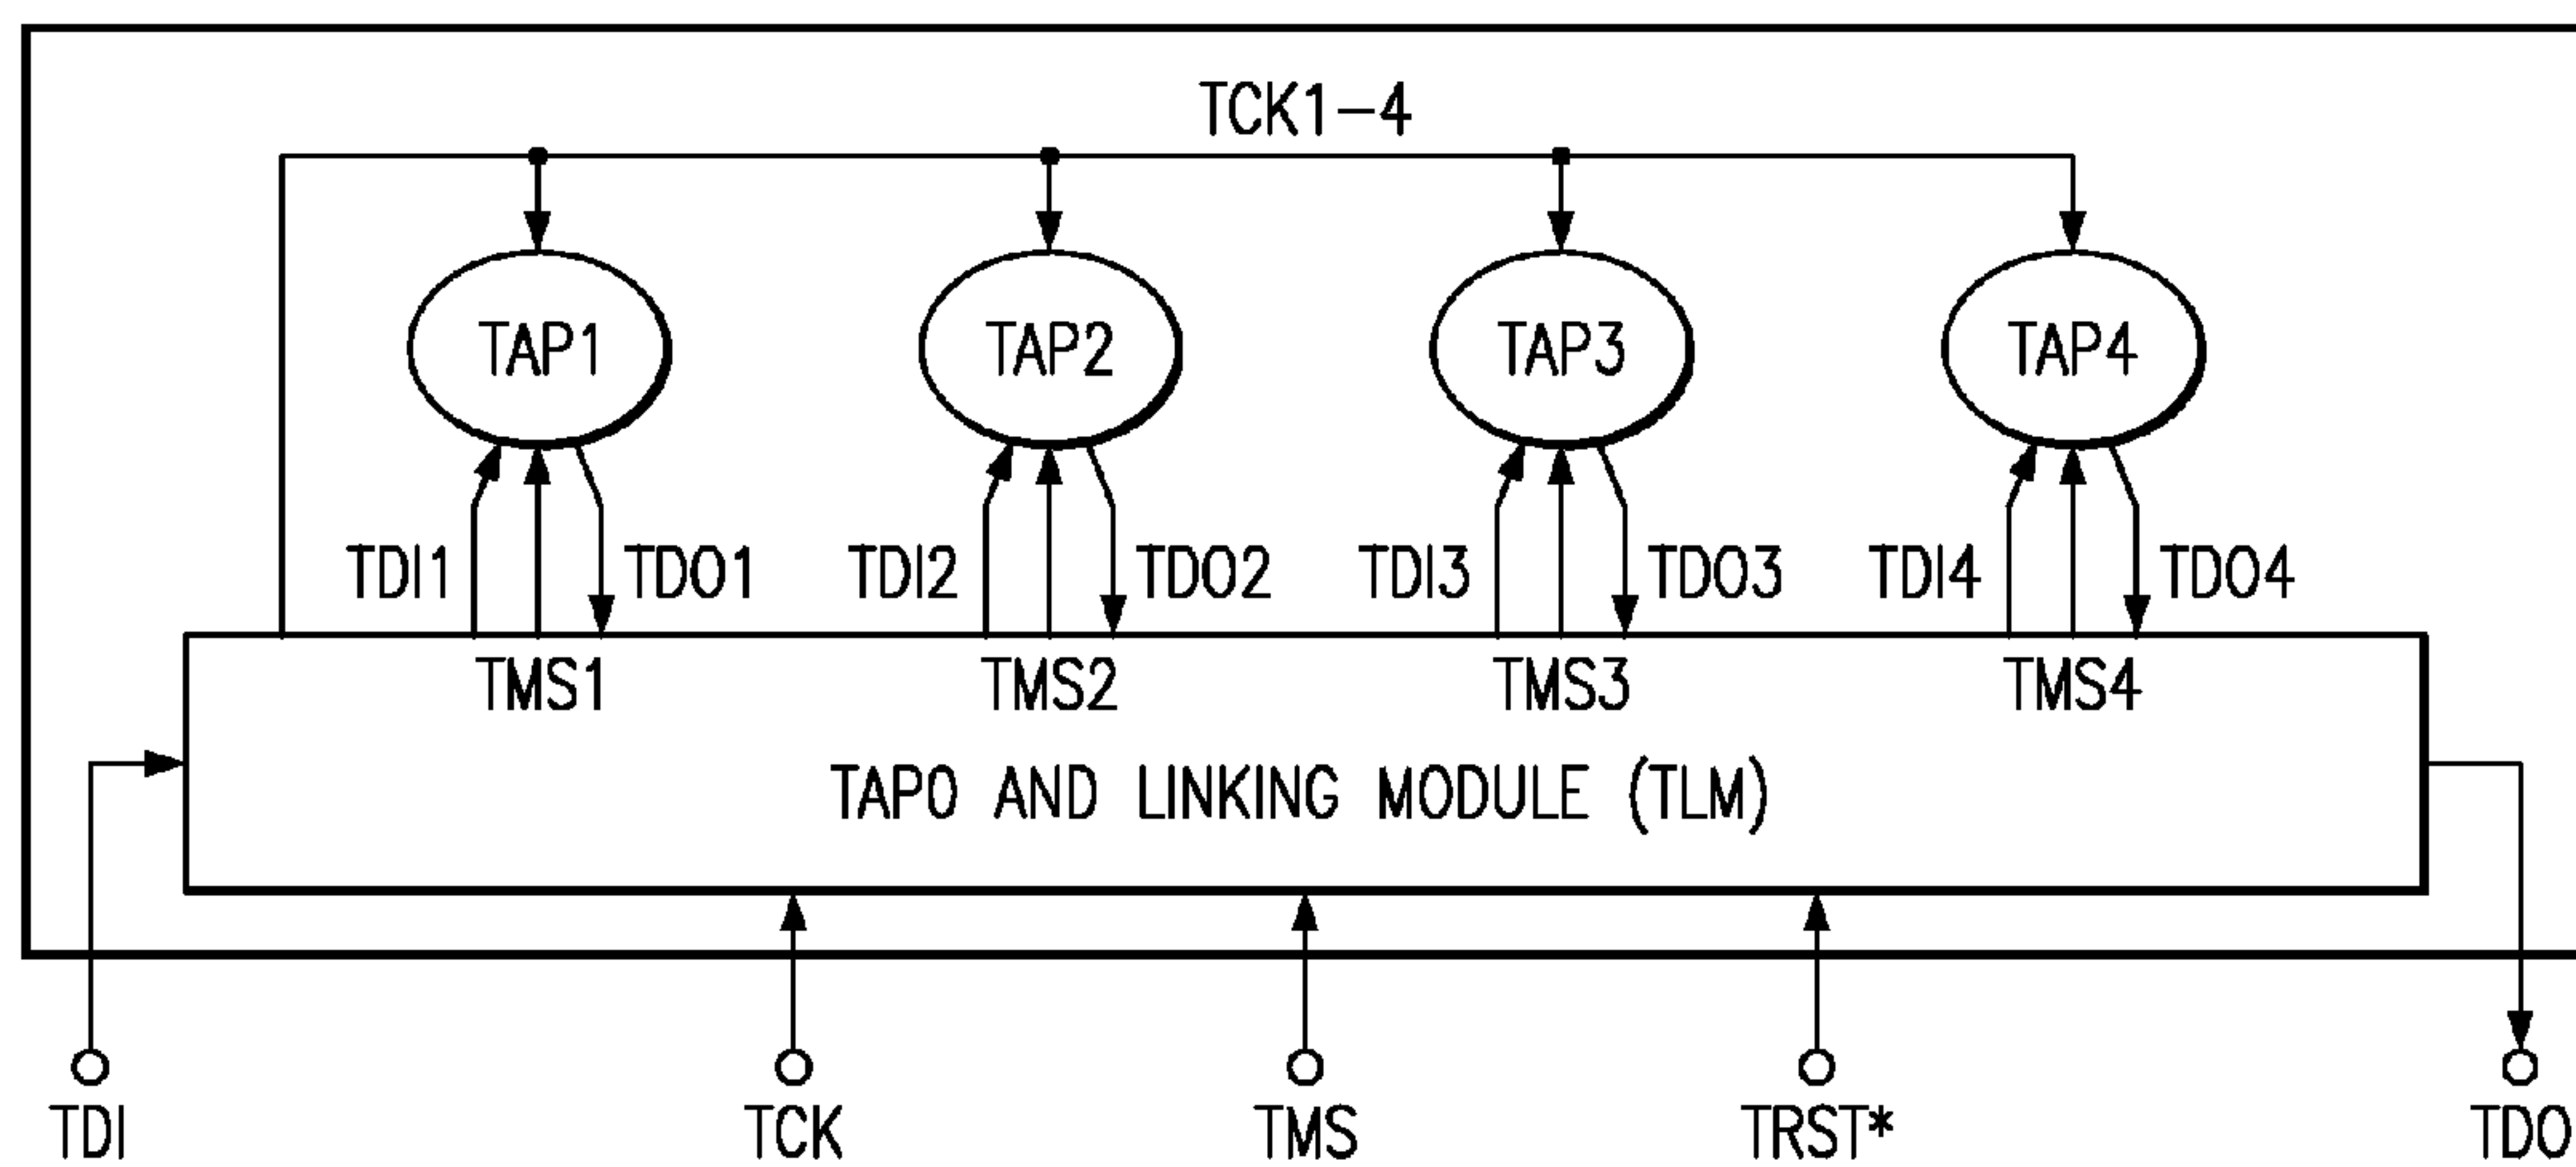 TCK1-4
TAP1 TAP2 TAP3 TAP4
TDI1 TDO1 TDI2 TDO2 TDI3 TDO3 TDI4 TDO4
TMS1 TMS2 TMS3 TMS4
TAP0 AND LINKING MODULE (TLM)
TDI TCK TMS TRST* TDO